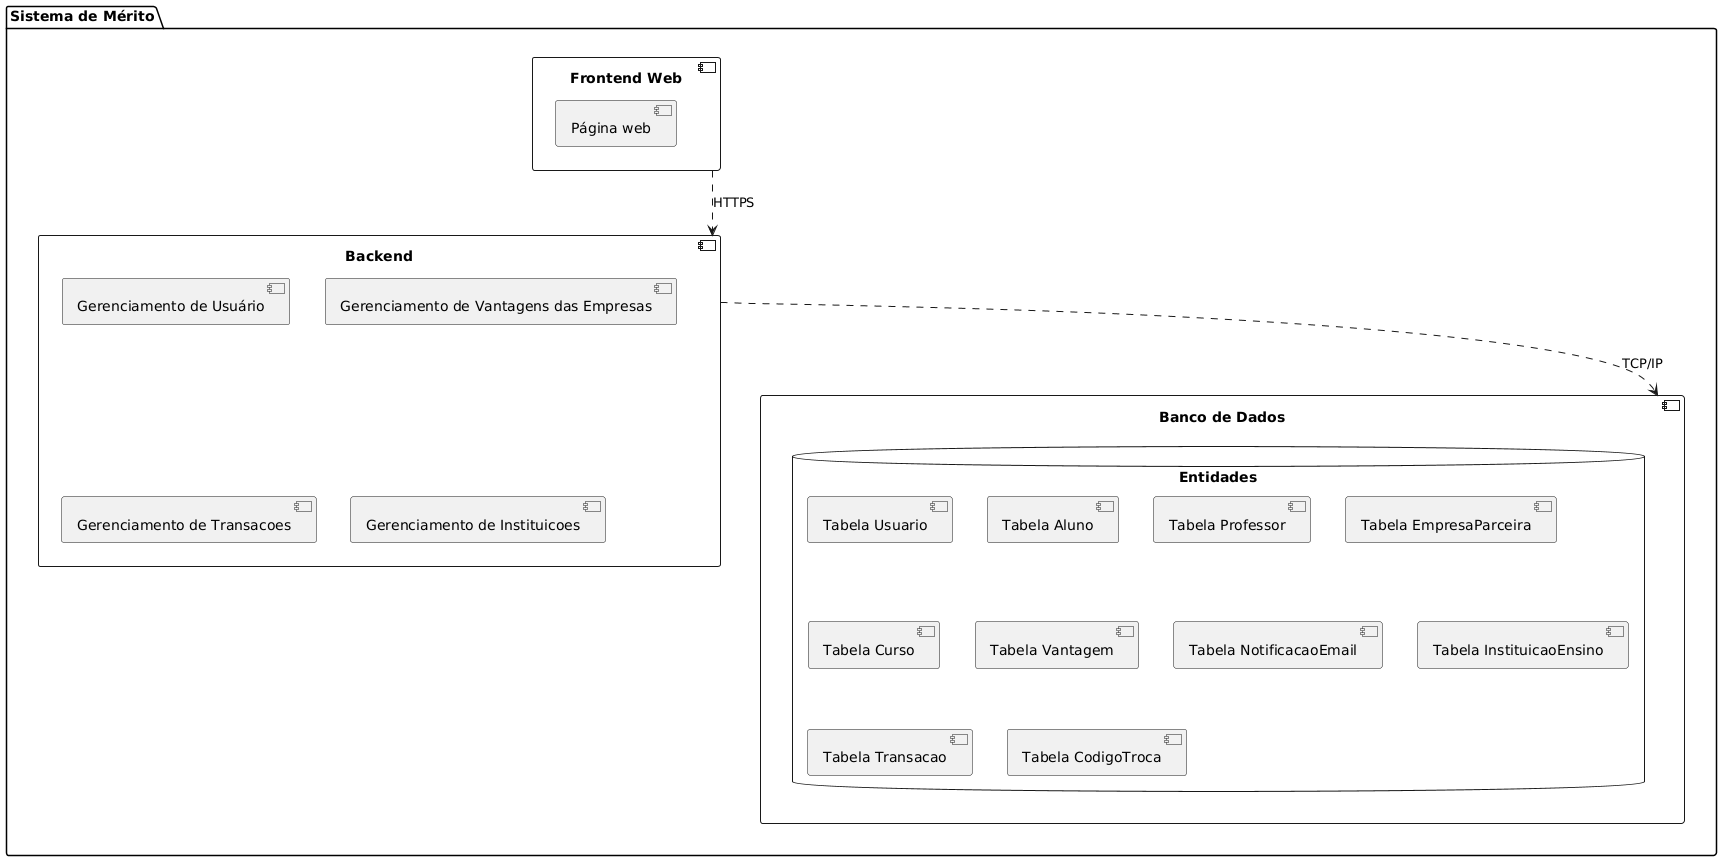 Sistema de Mérito
Frontend Web
Página web
HTTPS
Backend
Gerenciamento de Usuário
Gerenciamento de Vantagens das Empresas
Gerenciamento de Transacoes
Gerenciamento de Instituicoes
TCP/IP
Banco de Dados
Entidades
Tabela Usuario
Tabela Aluno
Tabela Professor
Tabela EmpresaParceira
Tabela Curso
Tabela Vantagem
Tabela NotificacaoEmail
Tabela InstituicaoEnsino
Tabela Transacao
Tabela CodigoTroca